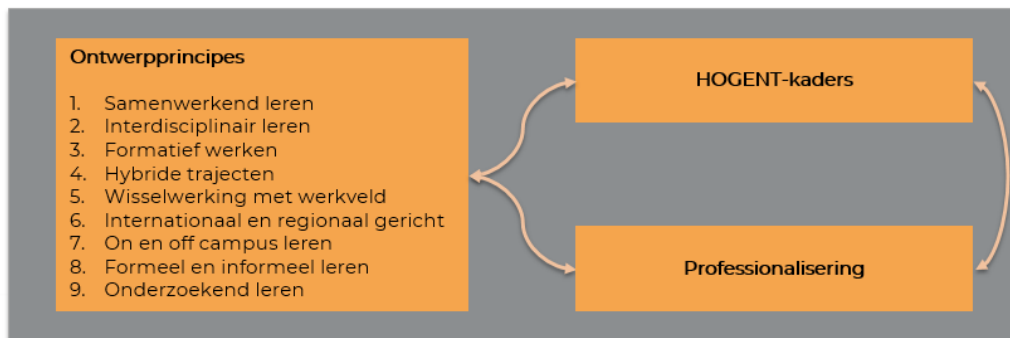 Ontwerpprincipes
1. Samenwerkend leren
2. Interdisciplinair leren
3. Formatief werken
4. Hybride trajecten
5. Wisselwerking met werkveld
6. Internationaal en regionaal gericht
7. On en off campus leren
8. Formeel en informeel leren
9. Onderzoekend leren
HOGENT-kaders
Professionalisering